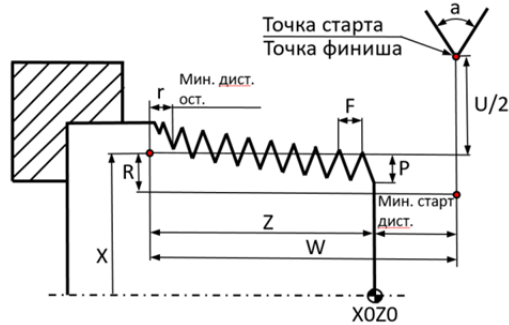 a
Точка старта
Точка финиша
r
Мин. дист.
ост.
F
U/2
R
P
Мин. старт
дист.
Z
X
W
X0Z0